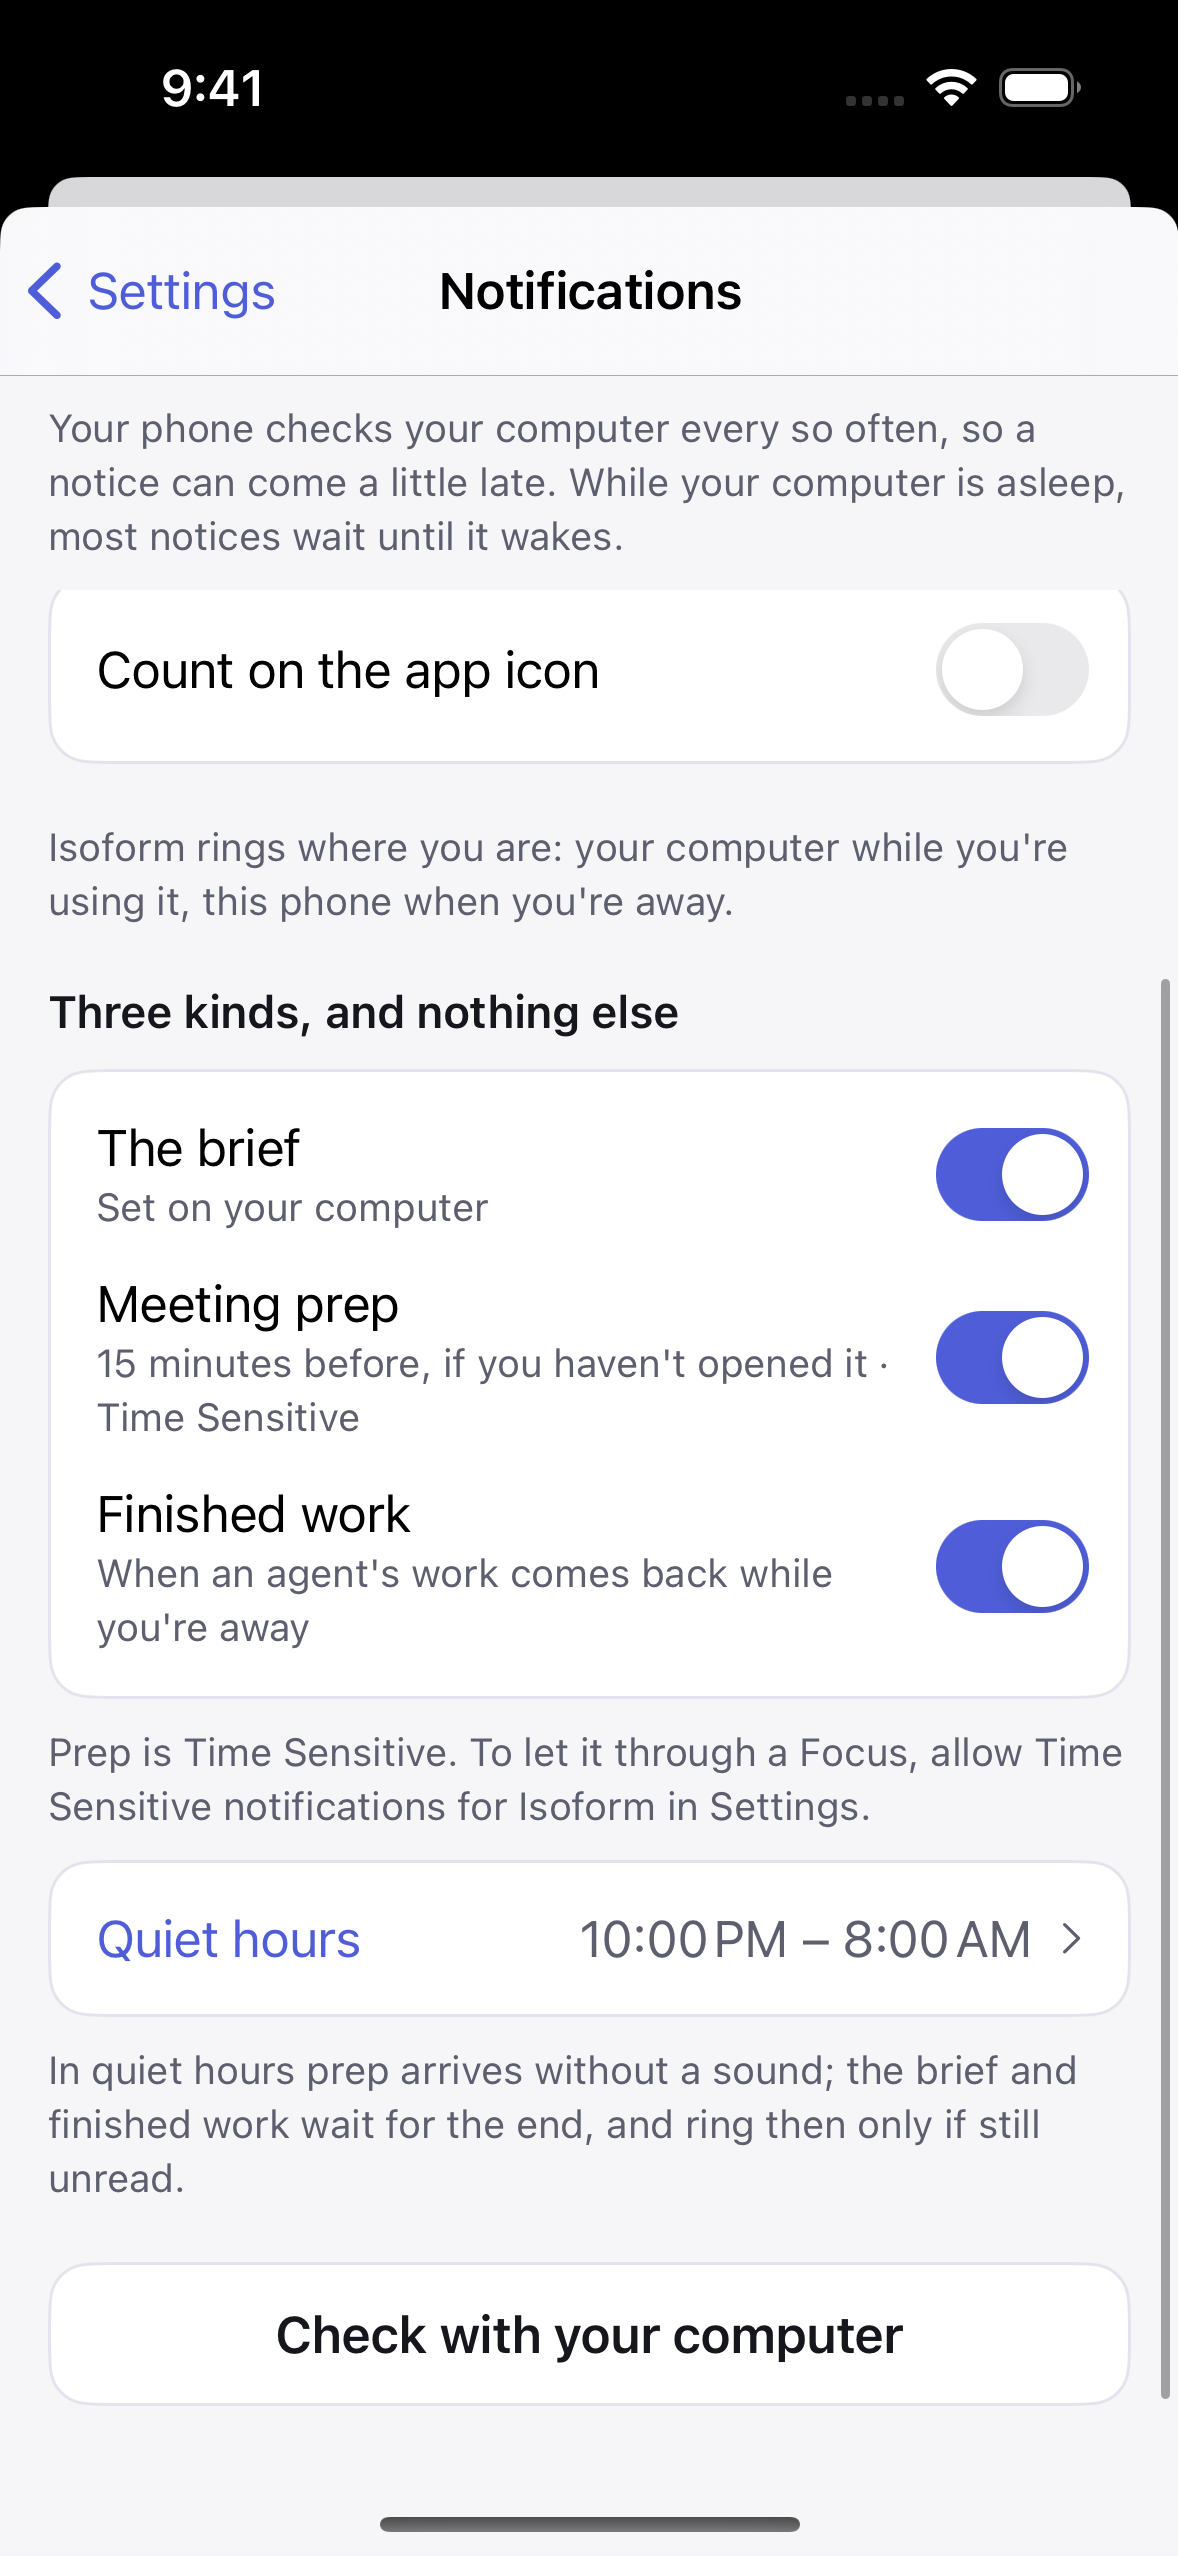 9:41
Settings
Notifications
Your phone checks your computer every so often, so a
notice can come a little late. While your computer is asleep,
most notices wait until it wakes.
Count on the app icon
Isoform rings where you are: your computer while you're
using it, this phone when you're away.
Three kinds, and nothing else
The brief
Set on your computer
Meeting prep
15 minutes before, if you haven't opened it ·
Time Sensitive
Finished work
When an agent's work comes back while
you're away
Prep is Time Sensitive. To let it through a Focus, allow Time
Sensitive notifications for Isoform in Settings.
Quiet hours 10:00 PM – 8:00 AM
In quiet hours prep arrives without a sound; the brief and
finished work wait for the end, and ring then only if still
unread.
Check with your computer